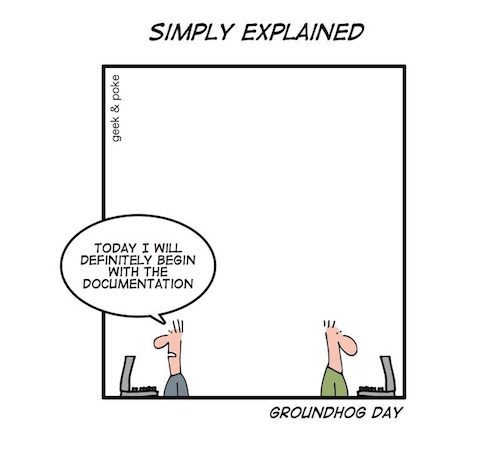 SIMPLY EXPLAINED
geek & poke
TODAY I WILL
DEFINITELY BEGIN
WITH THE
DOCUMENTATION
GROUNDHOG DAY